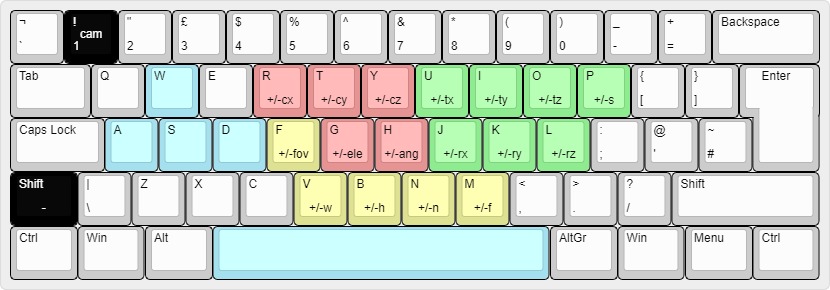 ¬ ! " £ $ % ^ & * ( ) _ + Backspace
cam
` 1 2 3 4 5 6 7 8 9 0 - =
Tab Q W E R T Y U I O P { } Enter
+/-cx +/-cy +/-cz +/-tx +/-ty +/-tz +/-s [ ]
Caps Lock A S D F G H J K L : @ ~
+/-fov +/-ele +/-ang +/-rx +/-ry +/-rz ; ' #
Shift | Z X C V B N M < > ? Shift
- \ +/-w +/-h +/-n +/-f , . /
Ctrl Win Alt AltGr Win Menu Ctrl